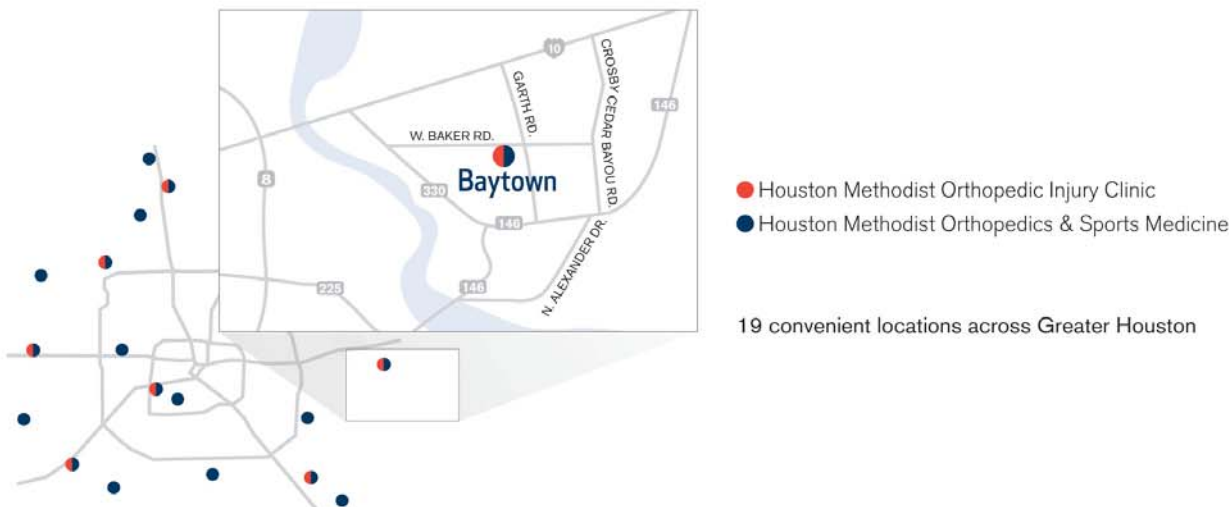 10
CROSBY CEDAR BAYOU RD.
GARTH RD.
146
W. BAKER RD.
8
Baytown
330
146
N. ALEXANDER DR.
225
146
Houston Methodist Orthopedic Injury Clinic
Houston Methodist Orthopedics & Sports Medicine
19 convenient locations across Greater Houston